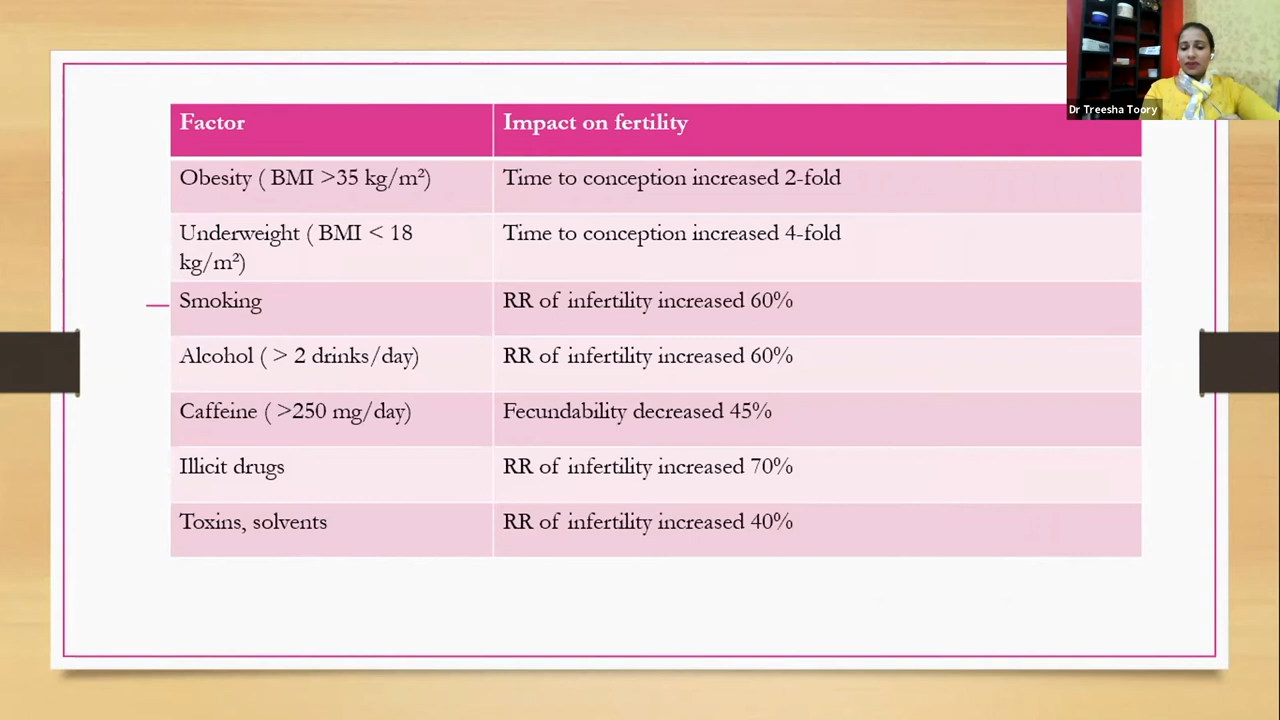 Dr Treesha Toory
Factor
Impact on fertility
Obesity ( BMI >35 kg/m²)
Time to conception increased 2-fold
Underweight ( BMI < 18
kg/m²)
Time to conception increased 4-fold
Smoking
RR of infertility increased 60%
Alcohol ( > 2 drinks/day)
RR of infertility increased 60%
Caffeine ( >250 mg/day)
Fecundability decreased 45%
Illicit drugs
RR of infertility increased 70%
Toxins, solvents
RR of infertility increased 40%